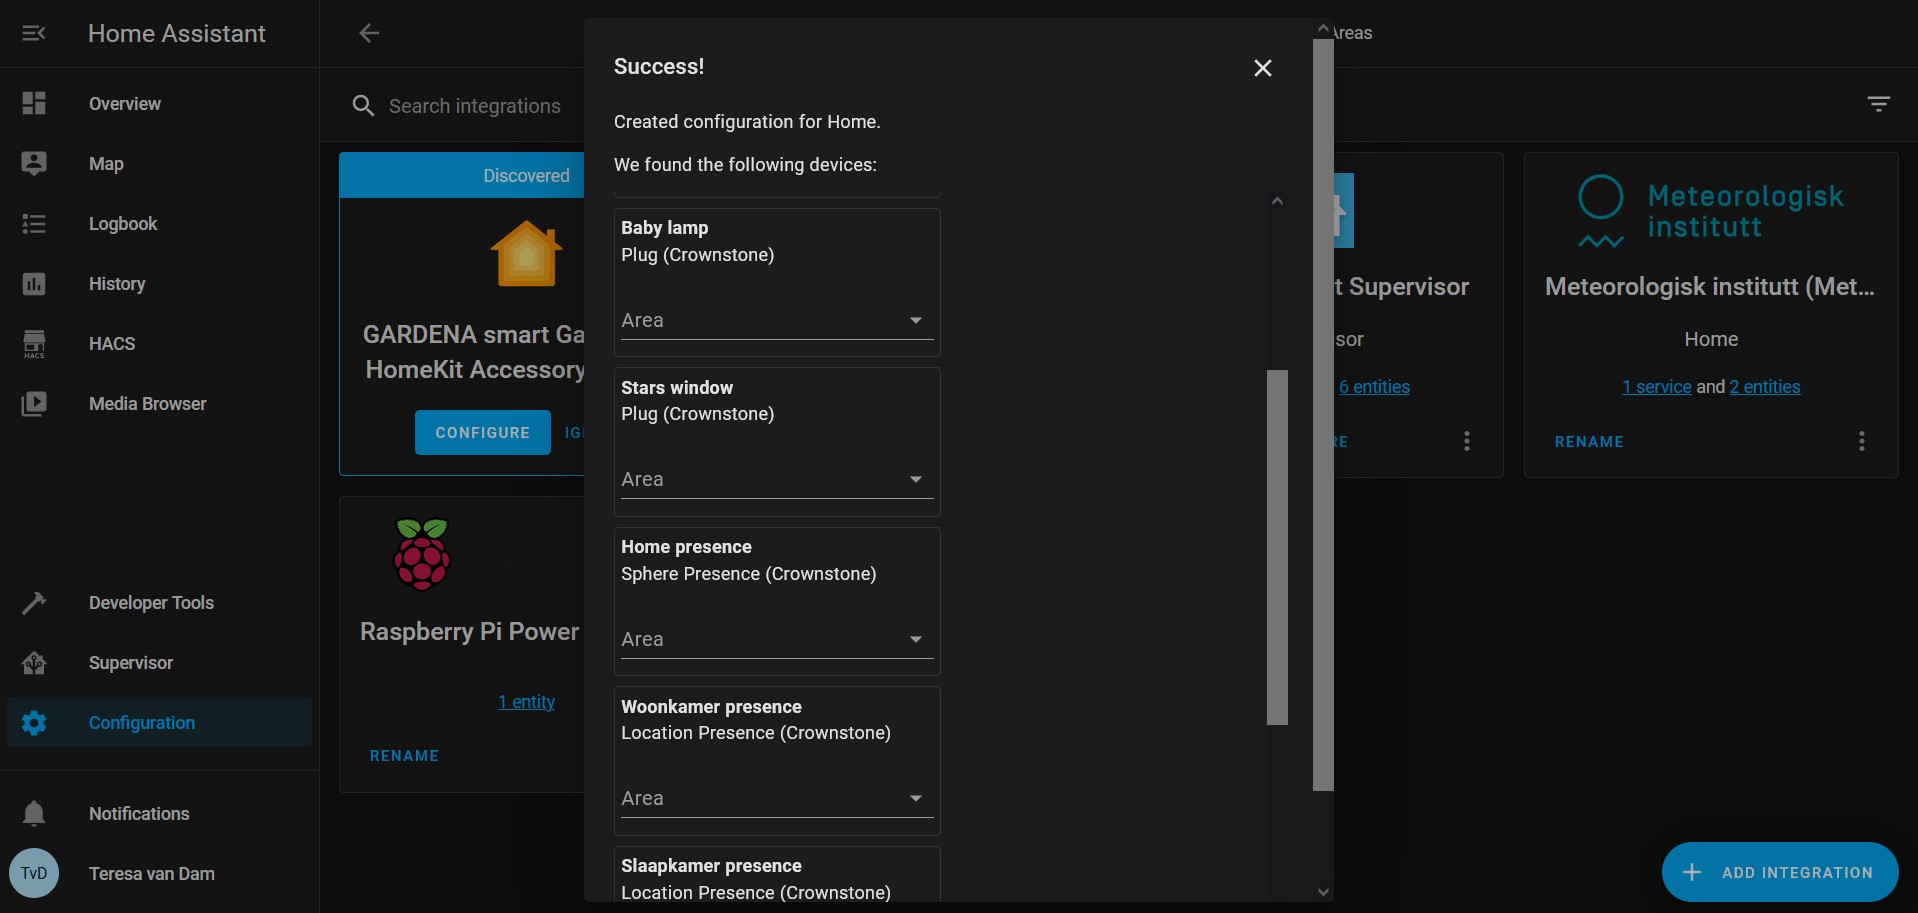 Home Assistant
Overview
Map
Logbook
History
HACS
HACS
Media Browser
Developer Tools
Supervisor
Configuration
Notifications
TvD
Teresa van Dam
Areas
Search integrations
Discovered
GARDENA smart Ga
HomeKit Accessory
CONFIGURE
IG
Raspberry Pi Power
1 entity
RENAME
Success!
Created configuration for Home.
We found the following devices:
Baby lamp
Plug (Crownstone)
Area
Stars window
Plug (Crownstone)
Area
Home presence
Sphere Presence (Crownstone)
Area
Woonkamer presence
Location Presence (Crownstone)
Area
Slaapkamer presence
Location Presence (Crownstone)
t Supervisor
sor
6 entities
RE
Meteorologisk
institutt
Meteorologisk institutt (Met...
Home
1 service and 2 entities
RENAME
ADD INTEGRATION